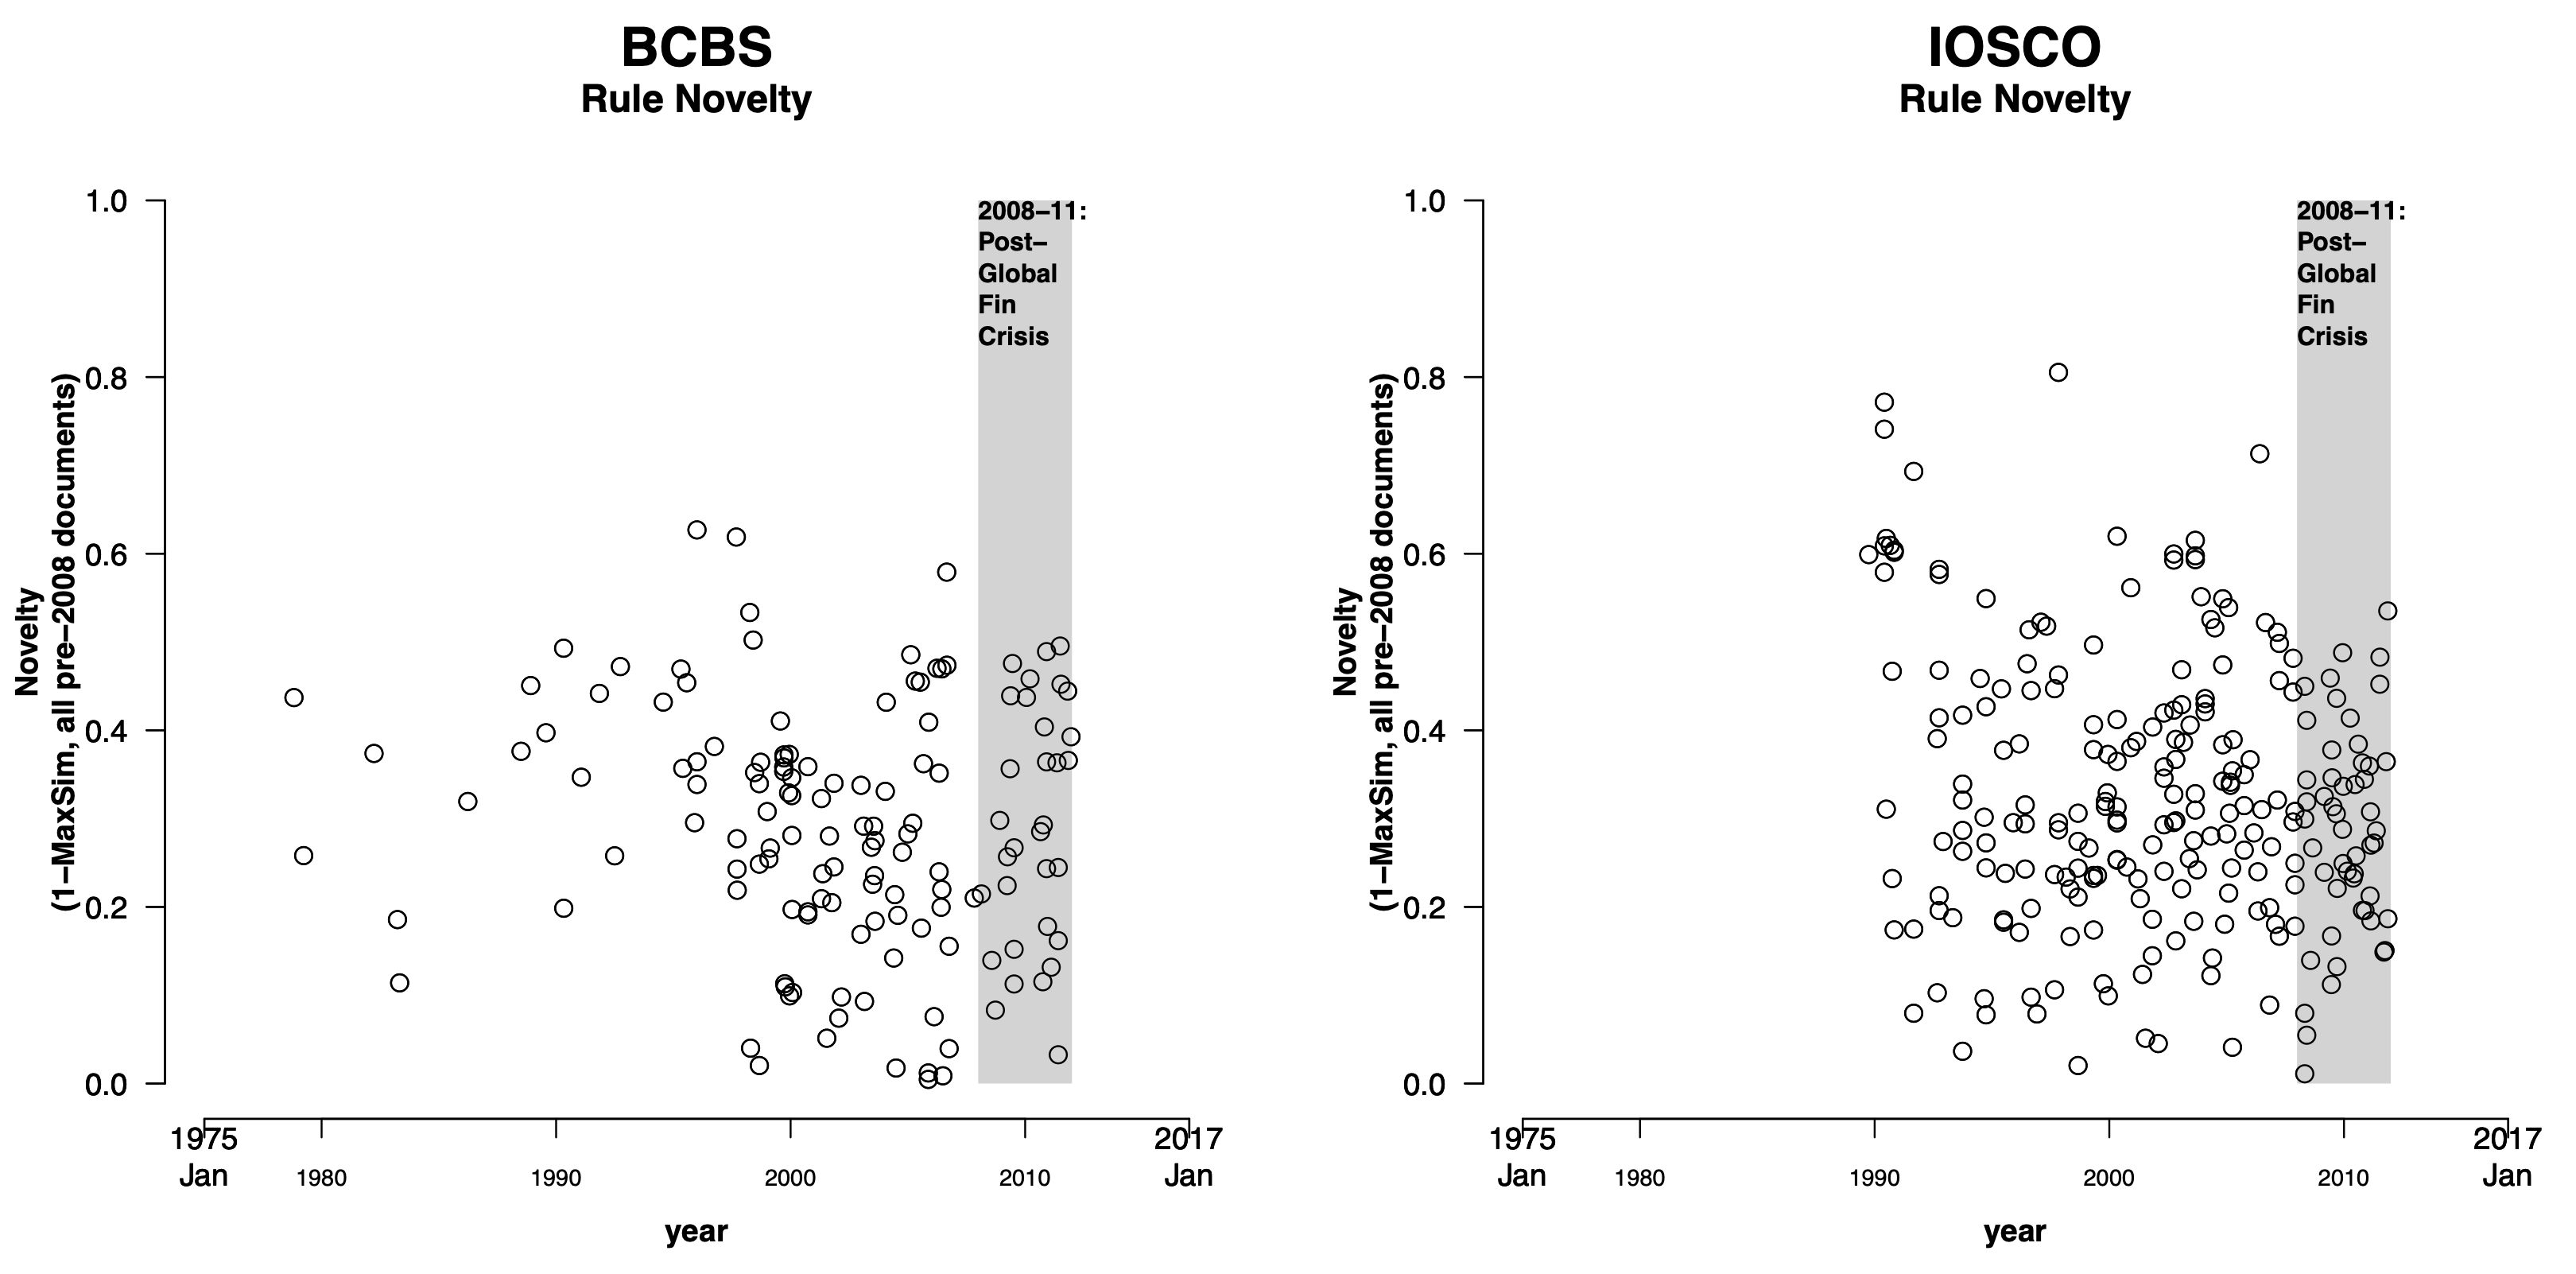 BCBS
Rule Novelty
Novelty
(1−MaxSim, all pre−2008 documents)
1.0
0.8
0.6
0.4
0.2
0.0
2008−11:
Post−
Global
Fin
Crisis
1975
Jan
1980
1990
2000
2010
2017
Jan
year
IOSCO
Rule Novelty
Novelty
(1−MaxSim, all pre−2008 documents)
1.0
0.8
0.6
0.4
0.2
0.0
2008−11:
Post−
Global
Fin
Crisis
1975
Jan
1980
1990
2000
2010
2017
Jan
year